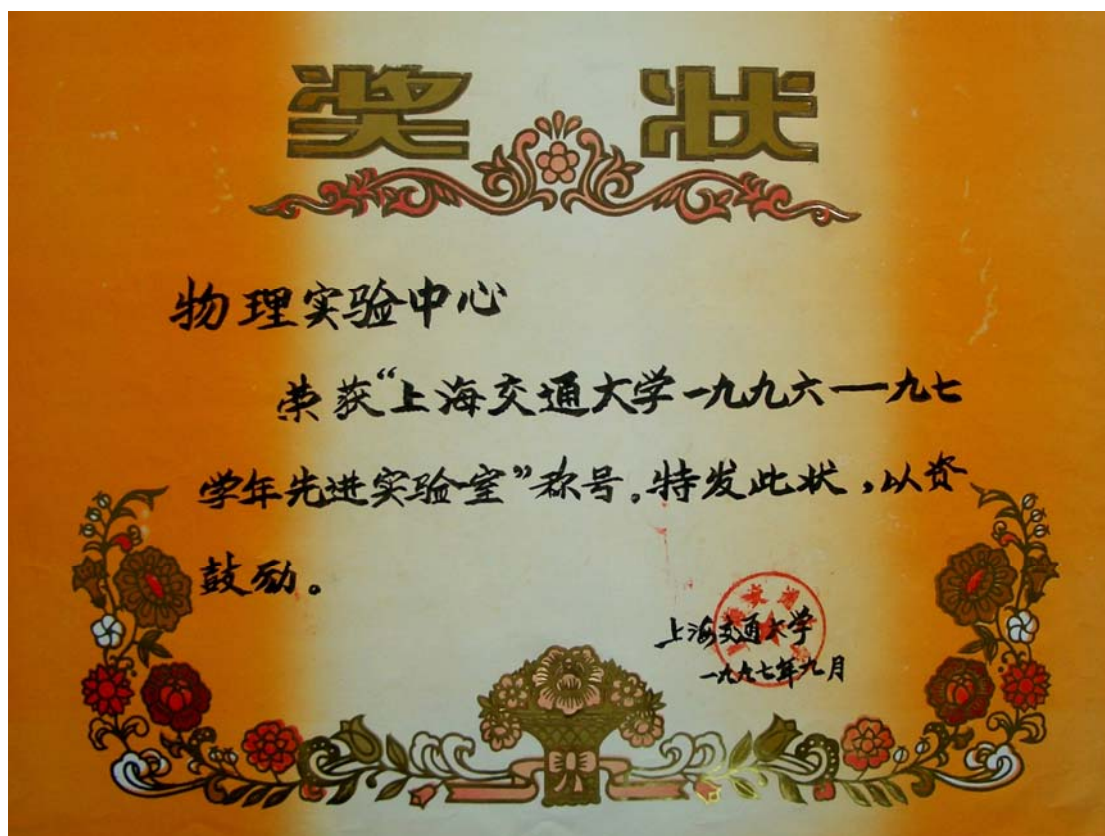 奖状
物理实验中心
荣获“上海交通大学一九九六—九七
学年先进实验室”称号。特发此状，以资
鼓励。
上海交通大学
一九九七年九月